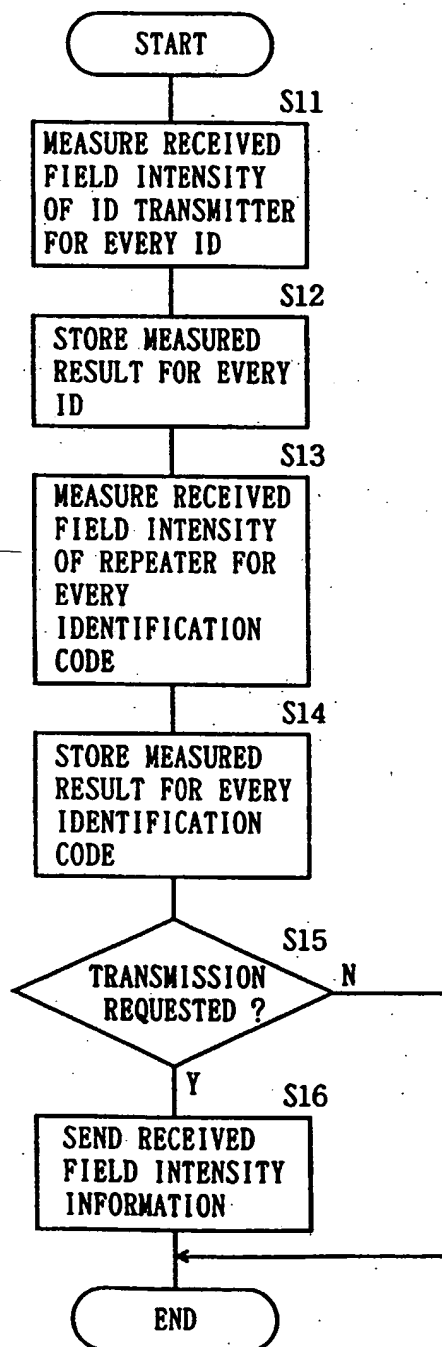 START
S11
MEASURE RECEIVED
FIELD INTENSITY
OF ID TRANSMITTER
FOR EVERY ID
S12
STORE MEASURED
RESULT FOR EVERY
ID
S13
MEASURE RECEIVED
FIELD INTENSITY
OF REPEATER FOR
EVERY
IDENTIFICATION
CODE
S14
STORE MEASURED
RESULT FOR EVERY
IDENTIFICATION
CODE
S15
TRANSMISSION
REQUESTED ?
N
Y
S16
SEND RECEIVED
FIELD INTENSITY
INFORMATION
END